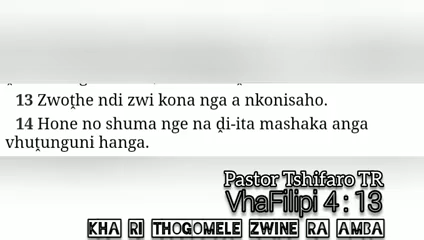 13 Zwoṱhe ndi zwi kona nga a nkonisaho.
14 Hone no shuma nge na ḓi-ita mashaka anga
vhuṱunguni hanga.
Pastor Tshifaro TR
VhaFilipi 4 : 13
KHA RI THOGOMELE ZWINE RA AMBA